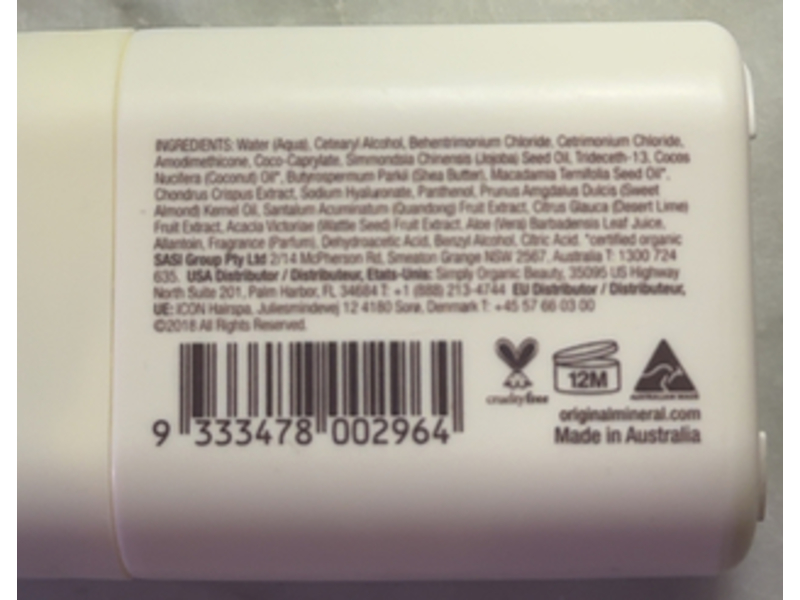 INGREDIENTS: Water (Aqua), Cetearyl Alcohol, Behentrimonium Chloride, Cetrimonium Chloride,
Amodimethicone, Coco-Caprylate, Simmondsia Chinensis (Jojoba) Seed Oil, Trideceth-13, Cocos
Nucifera (Coconut) Oil*, Butyrospermum Parkii (Shea Butter), Macadamia Ternifolia Seed Oil*,
Chondrus Crispus Extract, Sodium Hyaluronate, Panthenol, Prunus Amgdalus Dulcis (Sweet
Almond) Kernel Oil, Santalum Acuminatum (Quandong) Fruit Extract, Citrus Glauca (Desert Lime)
Fruit Extract, Acacia Victoriae (Wattle Seed) Fruit Extract, Aloe (Vera) Barbadensis Leaf Juice,
Allantoin, Fragrance (Parfum), Dehydroacetic Acid, Benzyl Alcohol, Citric Acid. *certified organic
SASI Group Pty Ltd 2/14 McPherson Rd, Smeaton Grange NSW 2567, Australia T: 1300 724
635. USA Distributor / Distributeur, Etats-Unis: Simply Organic Beauty, 35095 US Highway
North Suite 201, Palm Harbor, FL 34684 T: +1 (888) 213-4744 EU Distributor / Distributeur,
UE: ICON Hairspa, Juliesmindevej 12 4180 Sorø, Denmark T: +45 57 66 03 00
©2018 All Rights Reserved.
9 333478 002964
crueltyfree
12M
AUSTRALIAN MADE
originalmineral.com
Made in Australia